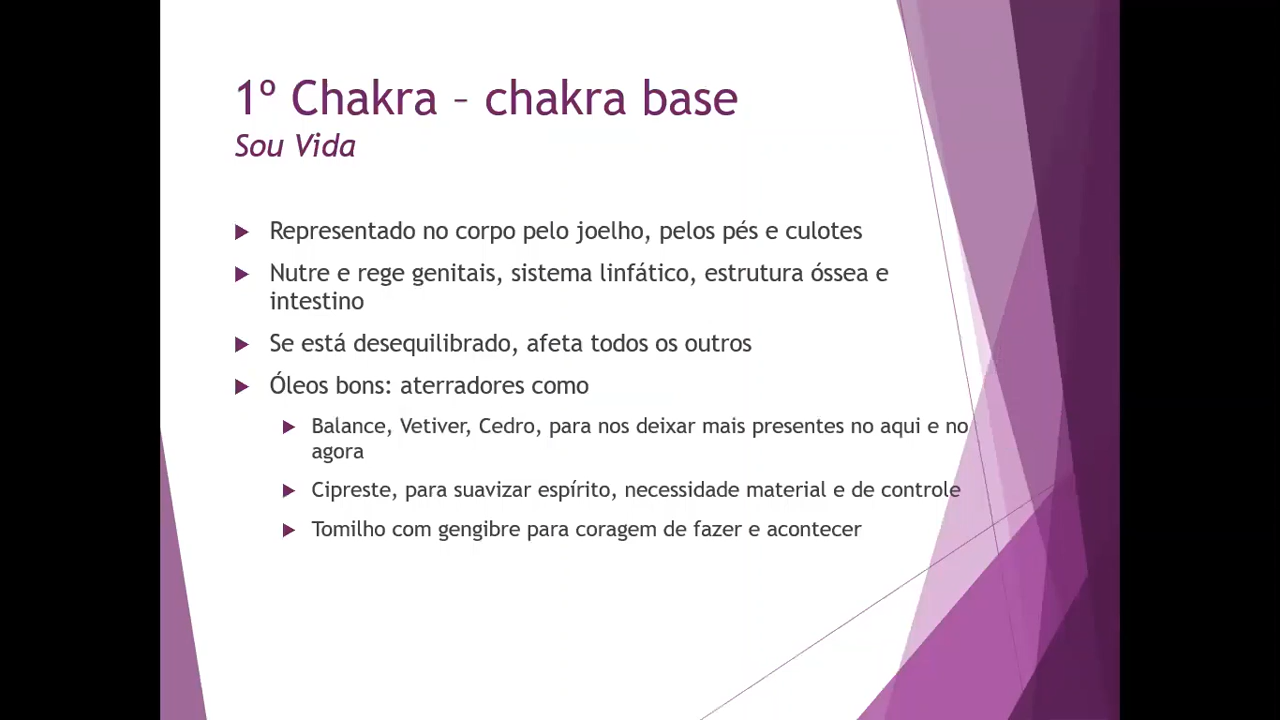 1º Chakra – chakra base
Sou Vida
Representado no corpo pelo joelho, pelos pés e culotes
Nutre e rege genitais, sistema linfático, estrutura óssea e
intestino
Se está desequilibrado, afeta todos os outros
Óleos bons: aterradores como
Balance, Vetiver, Cedro, para nos deixar mais presentes no aqui e no
agora
Cipreste, para suavizar espírito, necessidade material e de controle
Tomilho com gengibre para coragem de fazer e acontecer